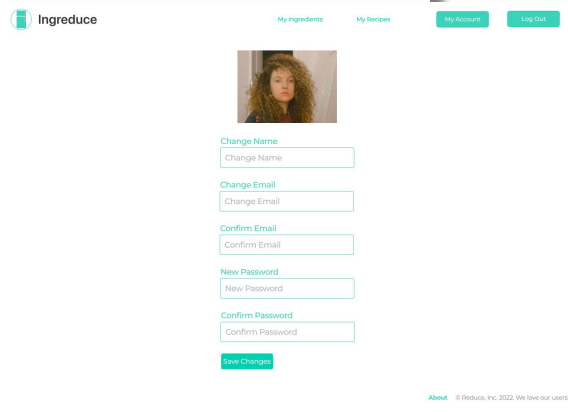 Ingreduce
My Ingredients
My Recipes
My Account
Log Out
Change Name
Change Name
Change Email
Change Email
Confirm Email
Confirm Email
New Password
New Password
Confirm Password
Confirm Password
Save Changes
About © Reduco, Inc. 2022. We love our users